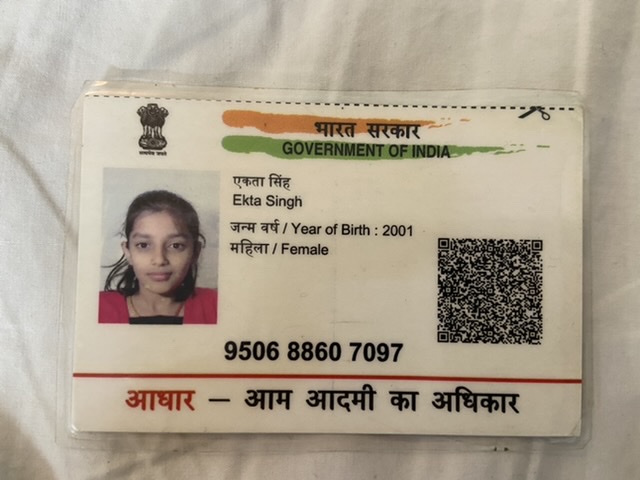 भारत सरकार
GOVERNMENT OF INDIA
एकता सिंह
Ekta Singh
जन्म वर्ष / Year of Birth : 2001
महिला / Female
9506 8860 7097
आधार — आम आदमी का अधिकार